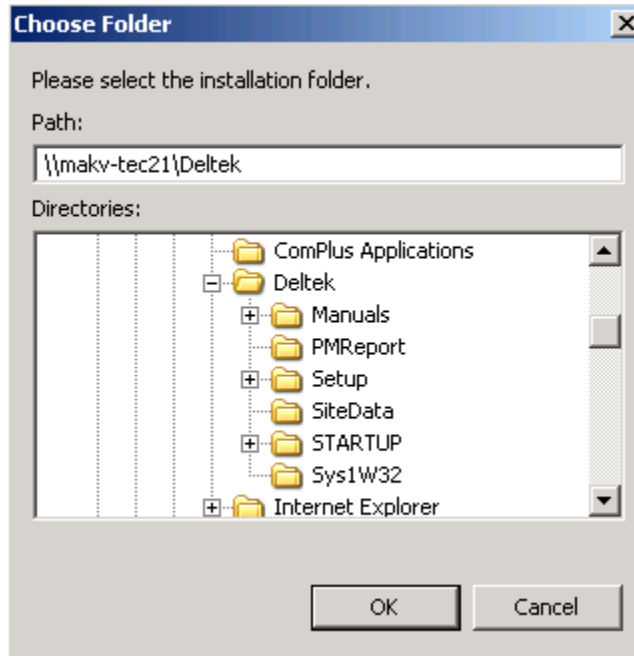 Choose Folder
Please select the installation folder.
Path:
\\makv-tec21\Deltek
Directories:
ComPlus Applications
Deltek
Manuals
PMReport
Setup
SiteData
STARTUP
Sys1W32
Internet Explorer
OK Cancel